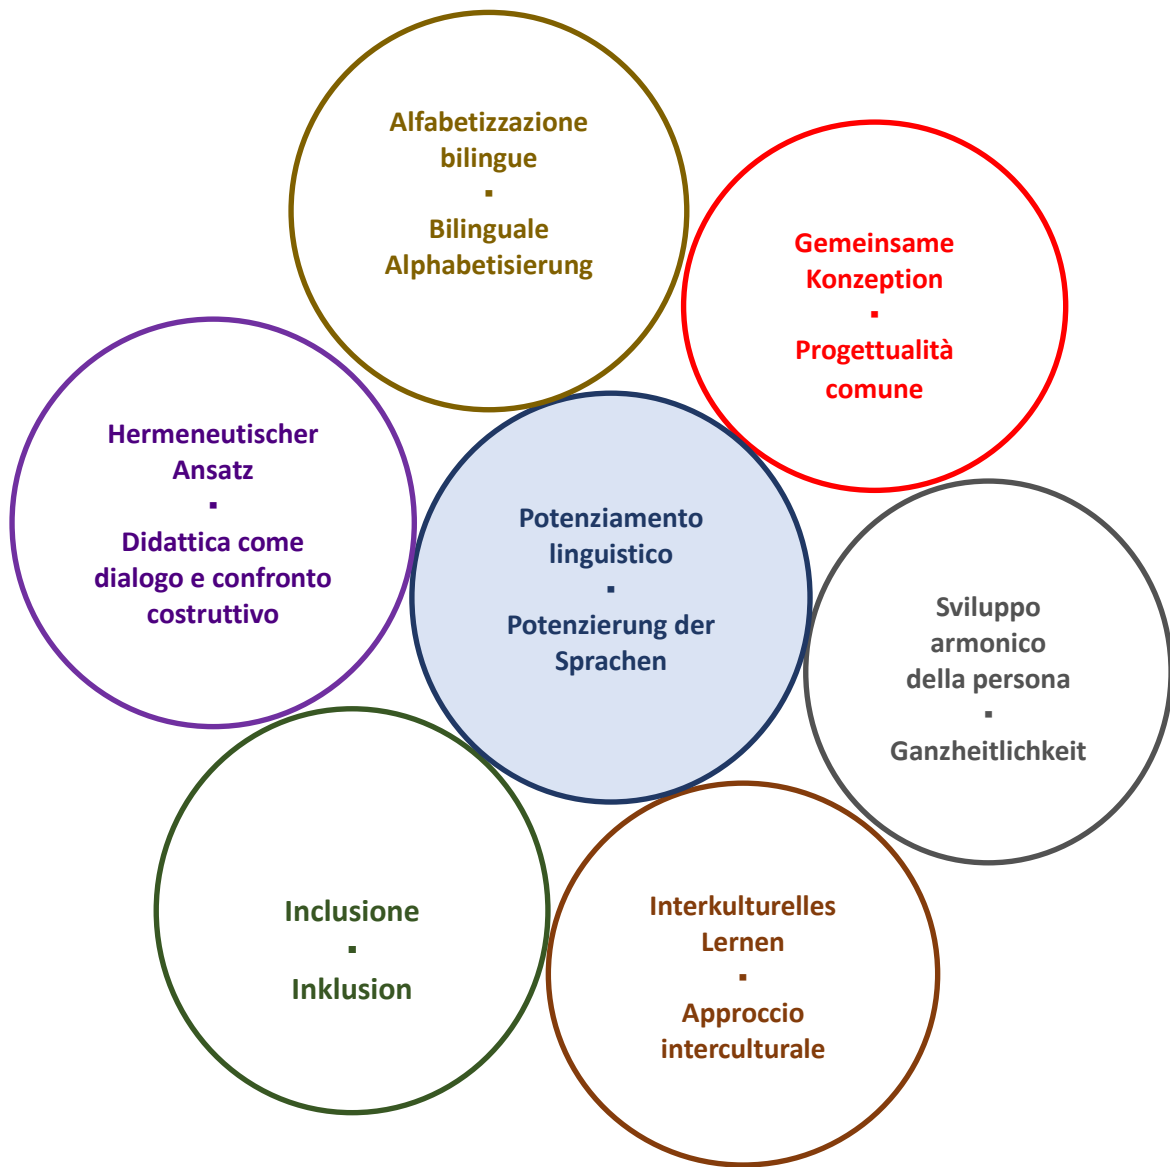 Alfabetizzazione
bilingue
▪
Bilinguale
Alphabetisierung
Gemeinsame
Konzeption
▪
Progettualità
comune
Hermeneutischer
Ansatz
▪
Didattica come
dialogo e confronto
costruttivo
Potenziamento
linguistico
▪
Potenzierung der
Sprachen
Sviluppo
armonico
della persona
▪
Ganzheitlichkeit
Inclusione
▪
Inklusion
Interkulturelles
Lernen
▪
Approccio
interculturale